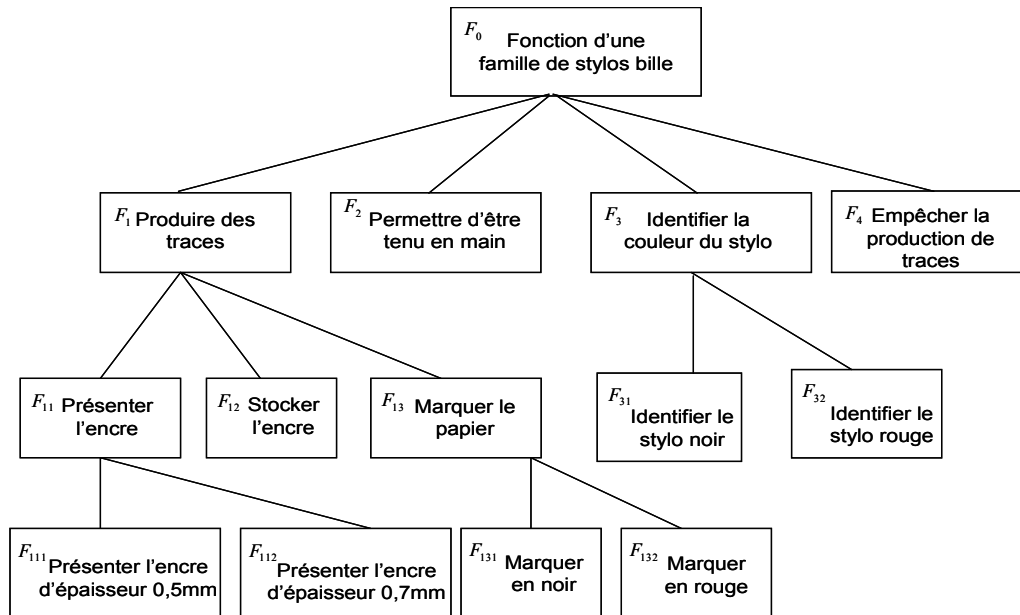 F0 Fonction d'une
famille de stylos bille
F1 Produire des
traces
F2 Permettre d'être
tenu en main
F3 Identifier la
couleur du stylo
F4 Empêcher la
production de
traces
F11 Présenter
l'encre
F12 Stocker
l'encre
F13 Marquer le
papier
F31
Identifier le
stylo noir
F32
Identifier le
stylo rouge
F111 Présenter l'encre
d'épaisseur 0,5mm
F112
Présenter l'encre
d'épaisseur 0,7mm
F131 Marquer
en noir
F132 Marquer
en rouge